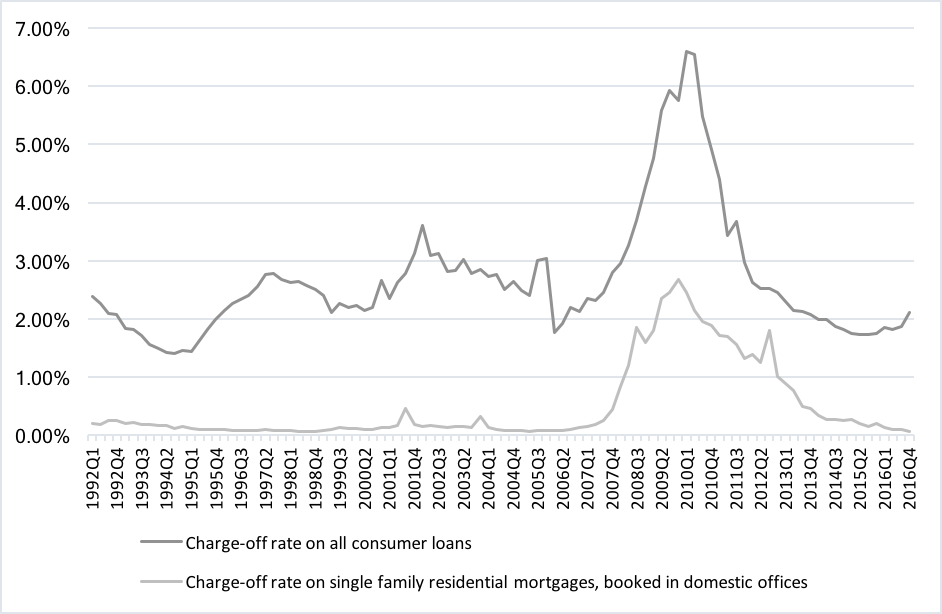 7.00%
6.00%
5.00%
4.00%
3.00%
2.00%
1.00%
0.00%
1992Q1
1992Q4
1993Q3
1994Q2
1995Q1
1995Q4
1996Q3
1997Q2
1998Q1
1998Q4
1999Q3
2000Q2
2001Q1
2001Q4
2002Q3
2003Q2
2004Q1
2004Q4
2005Q3
2006Q2
2007Q1
2007Q4
2008Q3
2009Q2
2010Q1
2010Q4
2011Q3
2012Q2
2013Q1
2013Q4
2014Q3
2015Q2
2016Q1
2016Q4
Charge-off rate on all consumer loans
Charge-off rate on single family residential mortgages, booked in domestic offices